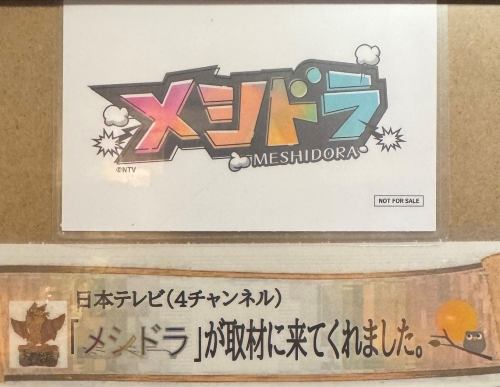 メシドラ
MESHIDORA
©NTV
NOT FOR SALE
日本テレビ(4チャンネル)
「メシドラ」が取材に来てくれました。